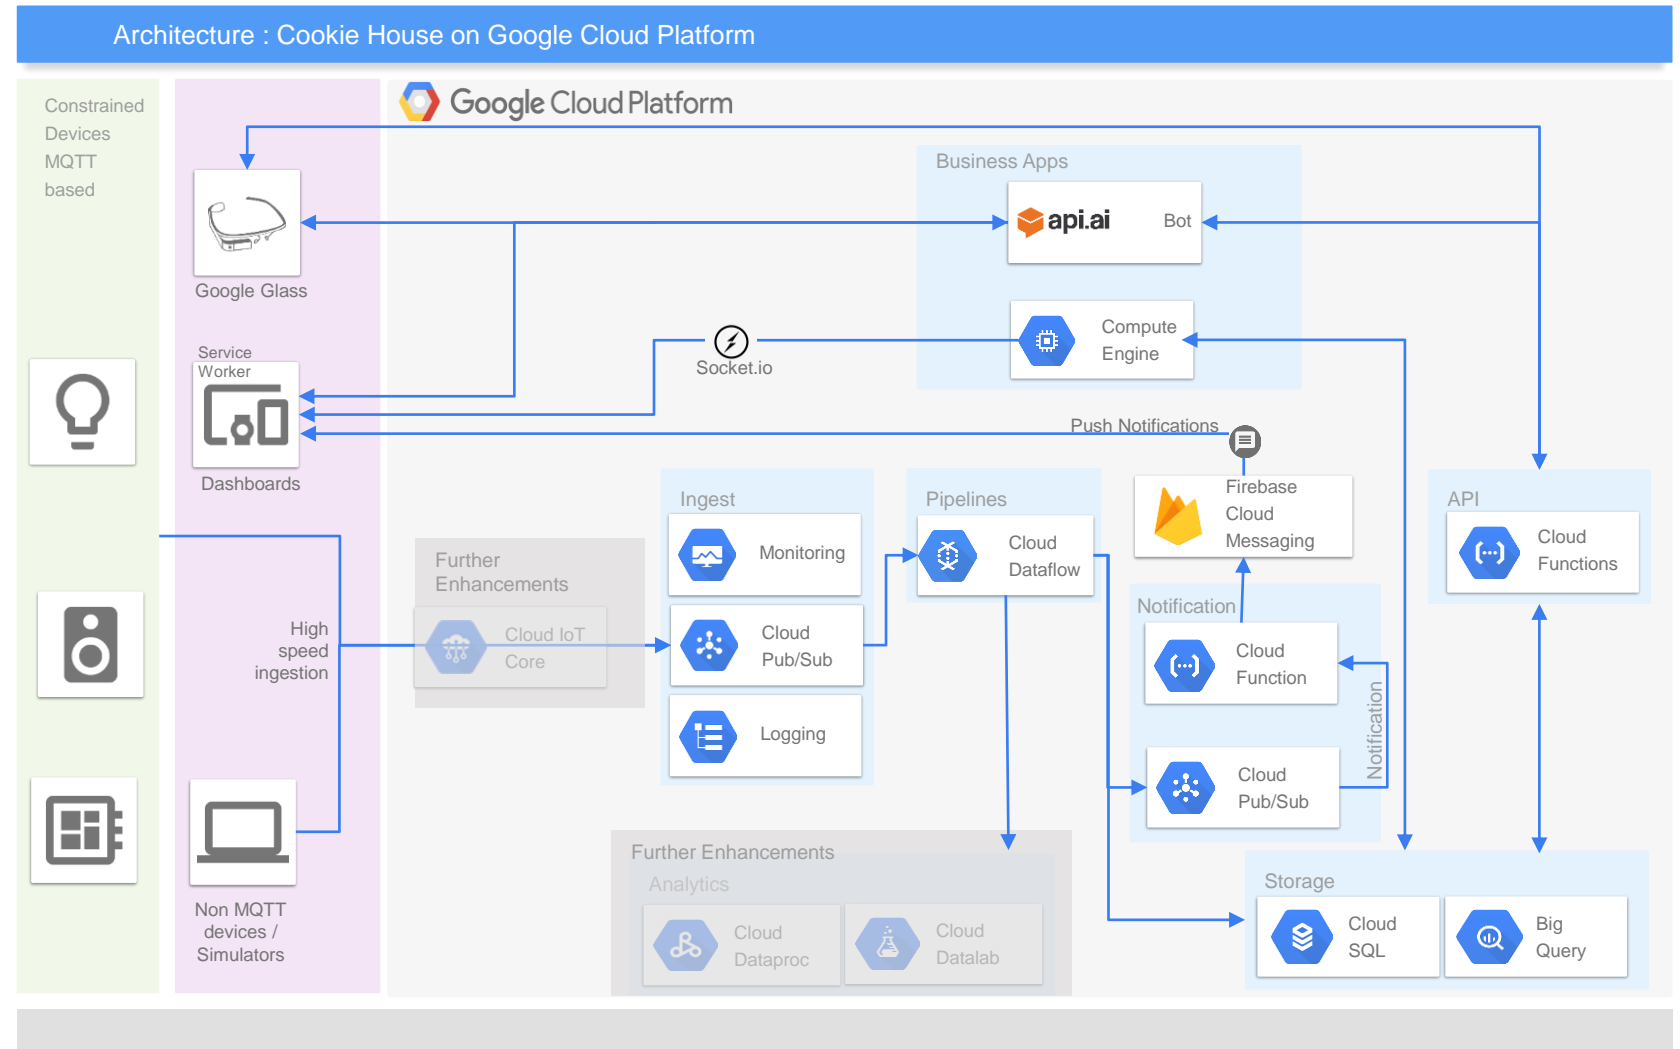 Architecture : Cookie House on Google Cloud Platform
Constrained
Devices
MQTT
based
Google Cloud Platform
Business Apps
api.ai
Bot
Google Glass
Compute
Engine
Socket.io
Service
Worker
Dashboards
Push Notifications
Firebase
Cloud
Messaging
Ingest
Monitoring
Cloud
Pub/Sub
Logging
Pipelines
Cloud
Dataflow
API
Cloud
Functions
Further
Enhancements
Cloud IoT
Core
High
speed
ingestion
Notification
Cloud
Function
Notification
Cloud
Pub/Sub
Non MQTT
devices /
Simulators
Further Enhancements
Analytics
Cloud
Dataproc
Cloud
Datalab
Storage
Cloud
SQL
Big
Query